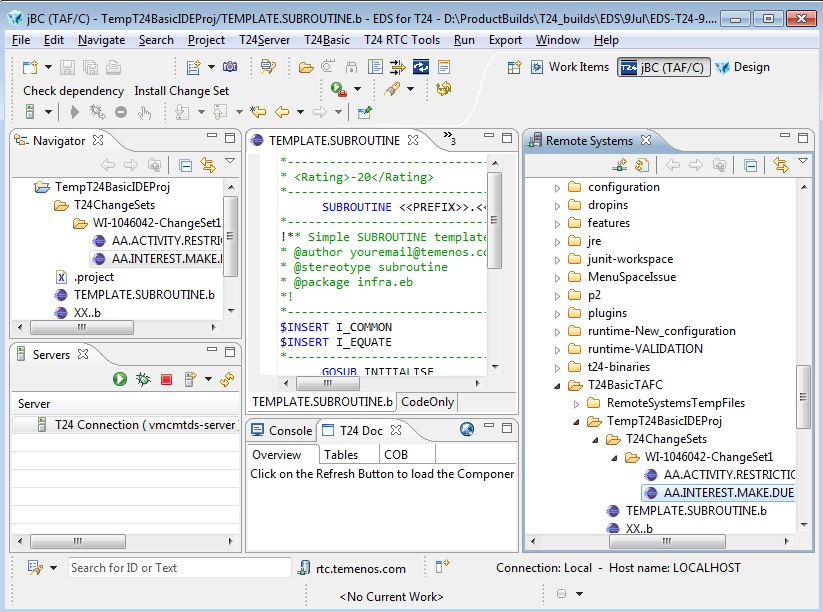 jBC (TAF/C) - TempT24BasicIDEProj/TEMPLATE.SUBROUTINE.b - EDS for T24 - D:\ProductBuilds\T24_builds\EDS\9Jul\EDS-T24-9....
File Edit Navigate Search Project T24Server T24Basic T24 RTC Tools Run Export Window Help
Work Items jBC (TAF/C) Design
Check dependency Install Change Set
Navigator
TempT24BasicIDEProj
T24ChangeSets
WI-1046042-ChangeSet1
AA.ACTIVITY.RESTRI
AA.INTEREST.MAKE.
.project
TEMPLATE.SUBROUTINE.b
XX..b
Servers
Server
T24 Connection ( vmcmtds-server
TEMPLATE.SUBROUTINE
3
*----------------------------
* <Rating>-20</Rating>
*----------------------------
SUBROUTINE <<PREFIX>>.<
*----------------------------
!** Simple SUBROUTINE template
* @author youremail@temenos.co
* @stereotype subroutine
* @package infra.eb
*!
*----------------------------
$INSERT I_COMMON
$INSERT I_EQUATE
*----------------------------
GOSUB INITIALISE
TEMPLATE.SUBROUTINE.b CodeOnly
Console T24 Doc
Overview Tables COB
Click on the Refresh Button to load the Componer
Remote Systems
configuration
dropins
features
jre
junit-workspace
MenuSpaceIssue
p2
plugins
runtime-New_configuration
runtime-VALIDATION
t24-binaries
T24BasicTAFC
RemoteSystemsTempFiles
TempT24BasicIDEProj
T24ChangeSets
WI-1046042-ChangeSet1
AA.ACTIVITY.RESTRICTIO
AA.INTEREST.MAKE.DUE
TEMPLATE.SUBROUTINE.b
XX..b
Search for ID or Text
rtc.temenos.com
Connection: Local - Host name: LOCALHOST
<No Current Work>